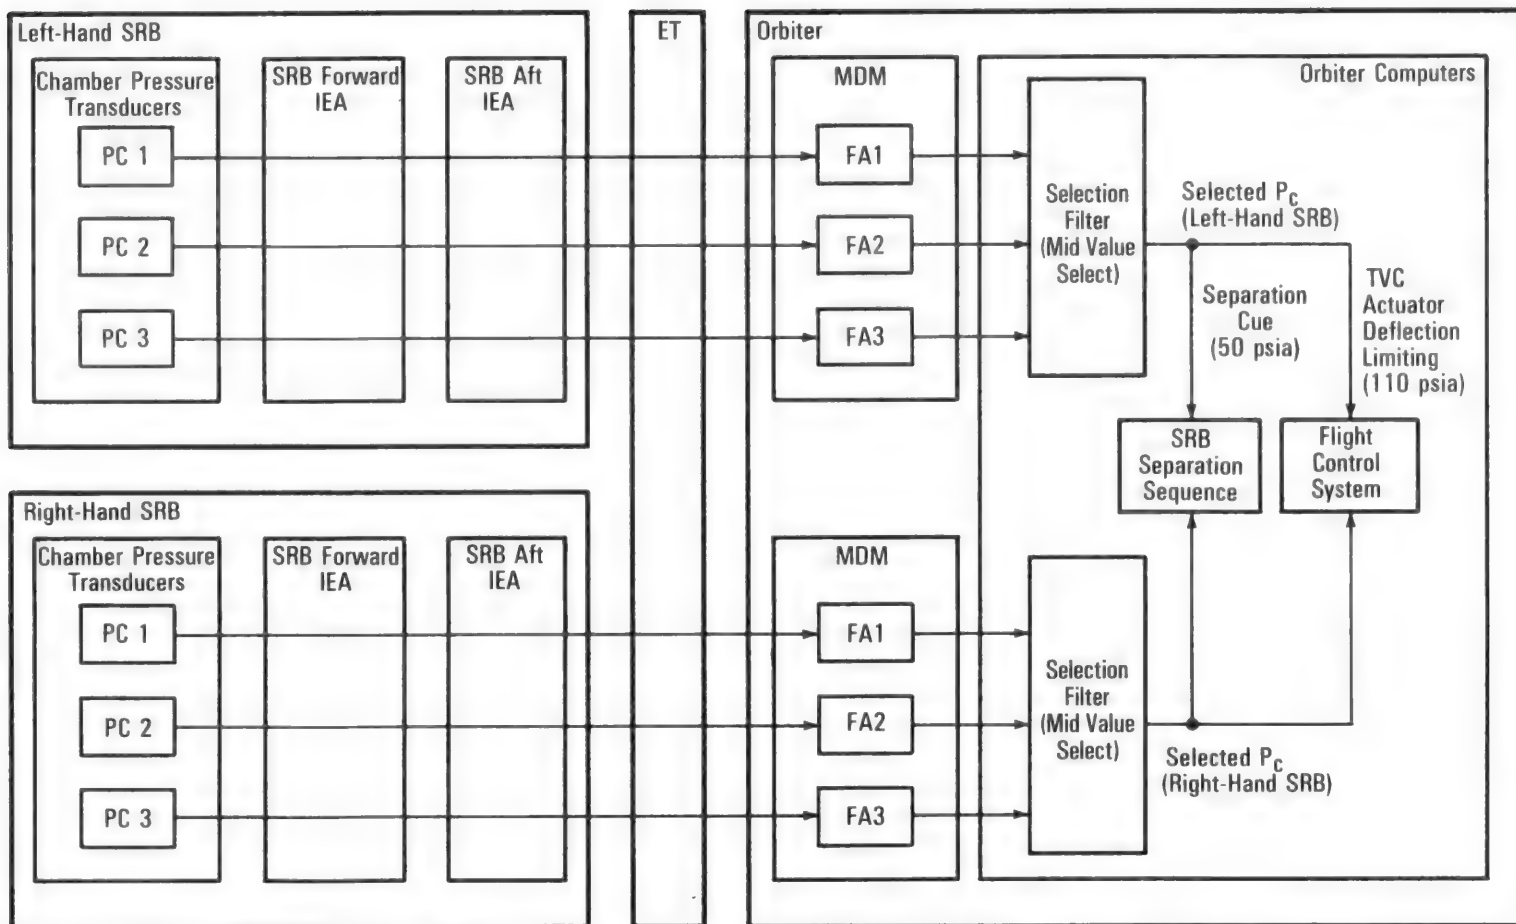 Left-Hand SRB
Chamber Pressure
Transducers
PC 1
PC 2
PC 3
SRB Forward
IEA
SRB Aft
IEA
ET
Orbiter
MDM
FA1
FA2
FA3
Orbiter Computers
Selection
Filter
(Mid Value
Select)
Selected Pc
(Left-Hand SRB)
Separation
Cue
(50 psia)
TVC
Actuator
Deflection
Limiting
(110 psia)
SRB
Separation
Sequence
Flight
Control
System
Right-Hand SRB
Chamber Pressure
Transducers
PC 1
PC 2
PC 3
SRB Forward
IEA
SRB Aft
IEA
MDM
FA1
FA2
FA3
Selection
Filter
(Mid Value
Select)
Selected Pc
(Right-Hand SRB)